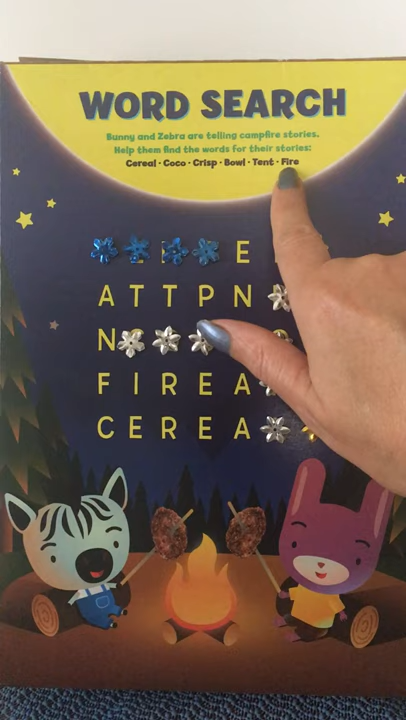 WORD SEARCH
Bunny and Zebra are telling campfire stories.
Help them find the words for their stories:
Cereal · Coco · Crisp · Bowl · Tent · Fire
E
A T T P N
N
F I R E A
C E R E A